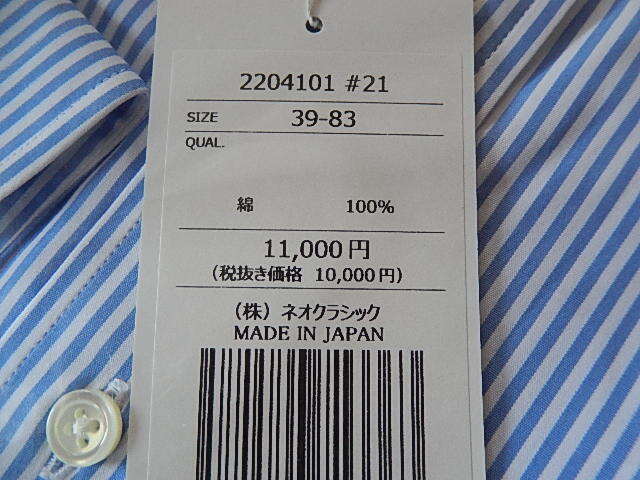 2204101 #21
SIZE 39-83
QUAL.
綿 100%
11,000円
(税抜き価格 10,000円)
(株) ネオクラシック
MADE IN JAPAN